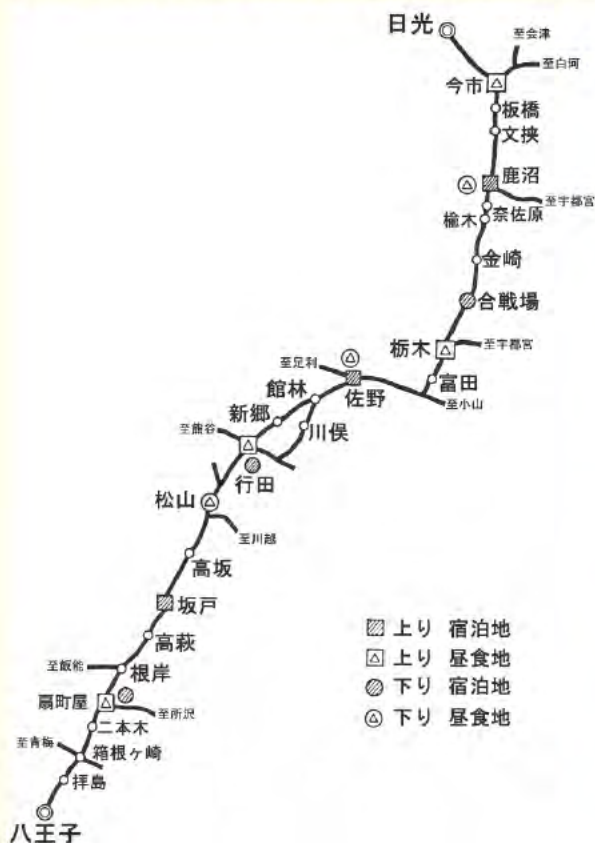 日光
至会津
至白河
今市
板橋
文挟
鹿沼
至宇都宮
奈佐原
楡木
金崎
合戦場
栃木
至宇都宮
富田
至足利
佐野
至小山
館林
新郷
川俣
至熊谷
行田
松山
至川越
高坂
坂戸
高萩
至飯能
根岸
扇町屋
至所沢
二本木
至青梅
箱根ヶ崎
拝島
八王子
上り 宿泊地
上り 昼食地
下り 宿泊地
下り 昼食地